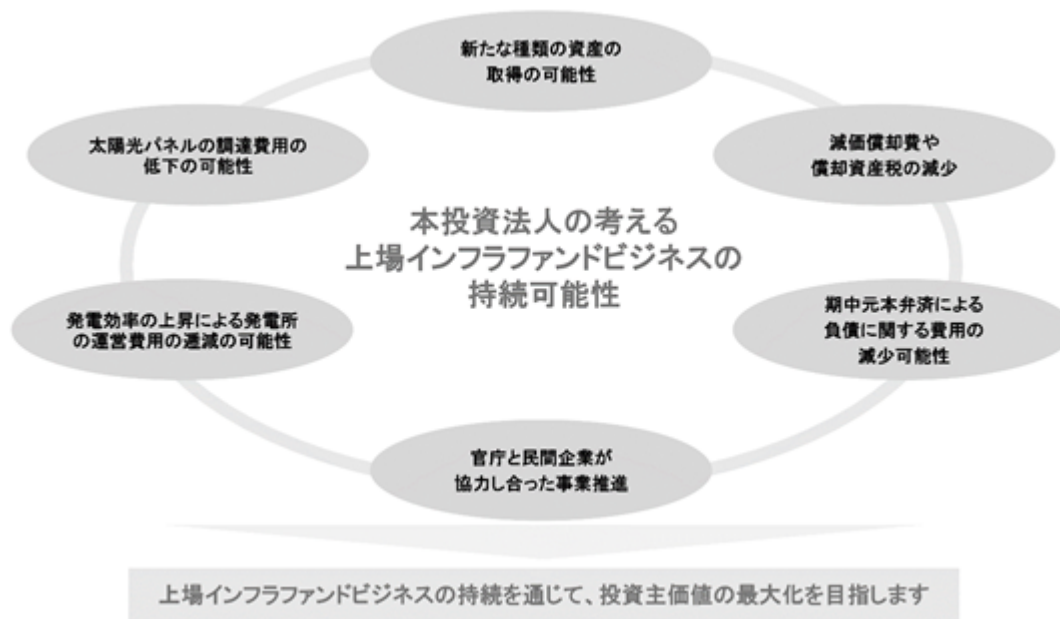 新たな種類の資産の
取得の可能性
太陽光パネルの調達費用の
低下の可能性
減価償却費や
償却資産税の減少
本投資法人の考える
上場インフラファンドビジネスの
持続可能性
発電効率の上昇による発電所
の運営費用の逓減の可能性
期中元本弁済による
負債に関する費用の
減少可能性
官庁と民間企業が
協力し合った事業推進
上場インフラファンドビジネスの持続を通じて、投資主価値の最大化を目指します